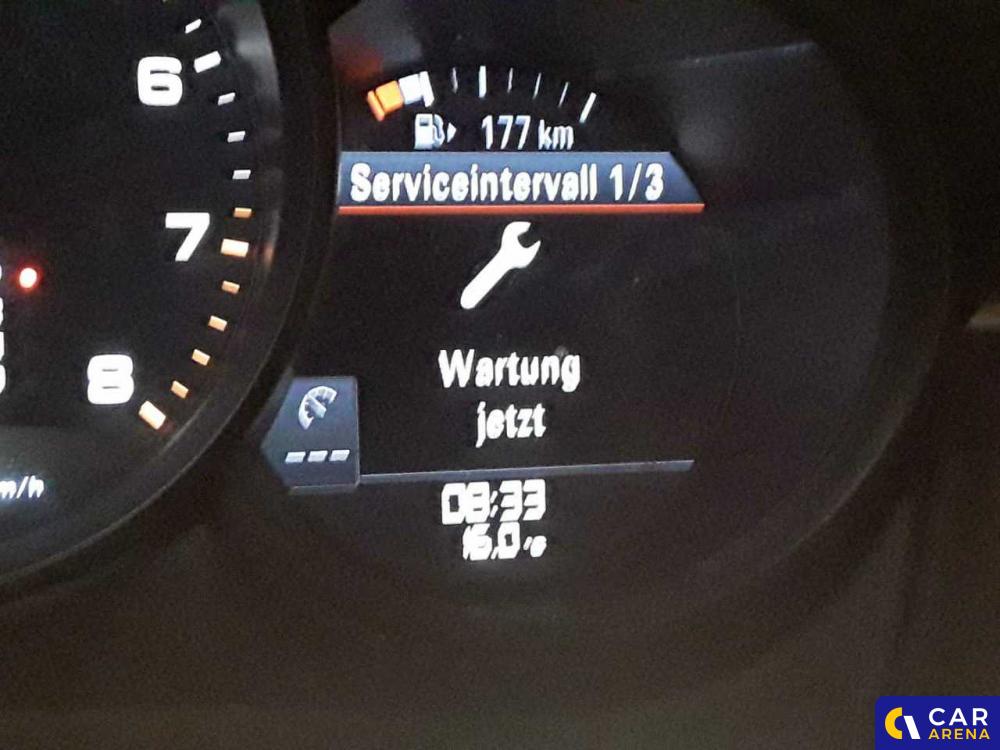 6
177 km
Serviceintervall 1/3
7
Wartung
8
jetzt
---
m/h
08:33
16.0 °C
CAR
ARENA